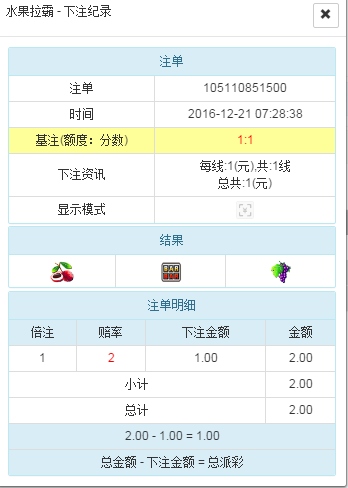 水果拉霸 - 下注纪录
注单
注单 105110851500
时间 2016-12-21 07:28:38
基注(额度：分数) 1:1
下注资讯 每线:1(元),共:1线
总共:1(元)
显示模式
结果
BAR
注单明细
倍注 赔率 下注金额 金额
1 2 1.00 2.00
小计 2.00
总计 2.00
2.00 - 1.00 = 1.00
总金额 - 下注金额 = 总派彩